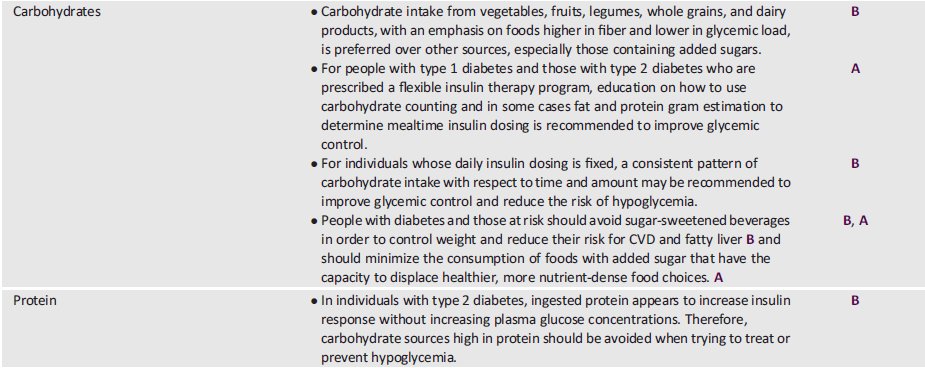 Carbohydrates
● Carbohydrate intake from vegetables, fruits, legumes, whole grains, and dairy B
products, with an emphasis on foods higher in fiber and lower in glycemic load,
is preferred over other sources, especially those containing added sugars.
● For people with type 1 diabetes and those with type 2 diabetes who are A
prescribed a flexible insulin therapy program, education on how to use
carbohydrate counting and in some cases fat and protein gram estimation to
determine mealtime insulin dosing is recommended to improve glycemic
control.
● For individuals whose daily insulin dosing is fixed, a consistent pattern of B
carbohydrate intake with respect to time and amount may be recommended to
improve glycemic control and reduce the risk of hypoglycemia.
● People with diabetes and those at risk should avoid sugar-sweetened beverages B, A
in order to control weight and reduce their risk for CVD and fatty liver B and
should minimize the consumption of foods with added sugar that have the
capacity to displace healthier, more nutrient-dense food choices. A
Protein
● In individuals with type 2 diabetes, ingested protein appears to increase insulin B
response without increasing plasma glucose concentrations. Therefore,
carbohydrate sources high in protein should be avoided when trying to treat or
prevent hypoglycemia.